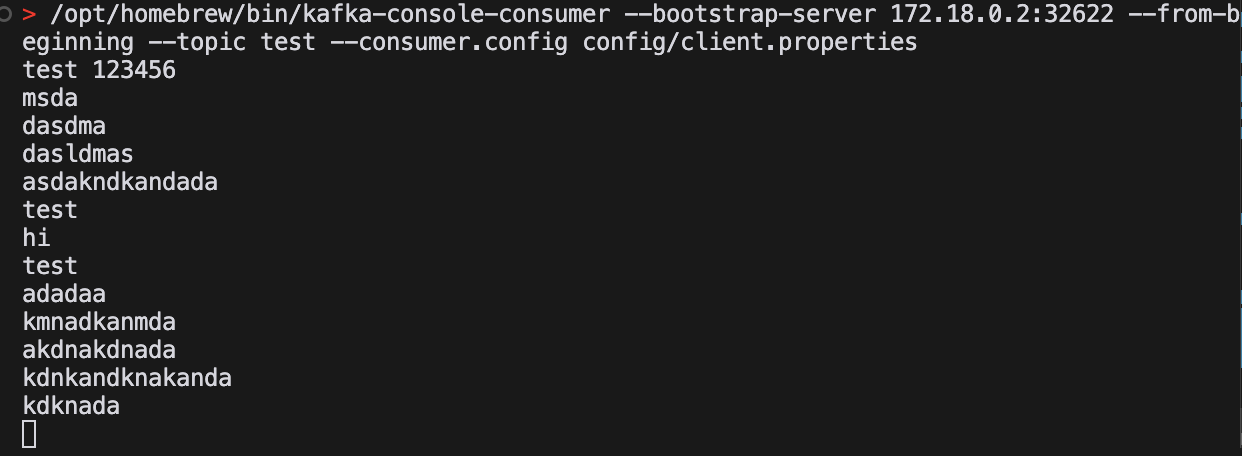 > /opt/homebrew/bin/kafka-console-consumer --bootstrap-server 172.18.0.2:32622 --from-b
eginning --topic test --consumer.config config/client.properties
test 123456
msda
dasdma
dasldmas
asdakndkandada
test
hi
test
adadaa
kmnadkanmda
akdnakdnada
kdnkandknakanda
kdknada